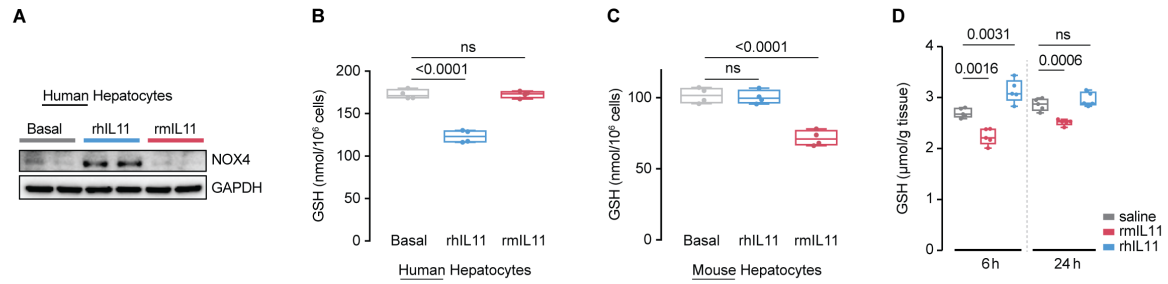 A
Human Hepatocytes
Basal rhIL11 rmIL11
NOX4
GAPDH
B
ns
<0.0001
GSH (nmol/10⁶ cells)
200
150
100
50
0
Basal rhIL11 rmIL11
Human Hepatocytes
C
<0.0001
ns
GSH (nmol/10⁶ cells)
100
50
0
Basal rhIL11 rmIL11
Mouse Hepatocytes
D
0.0031 ns
0.0016 0.0006
GSH (µmol/g tissue)
4
3
2
1
0
saline
rmIL11
rhIL11
6 h 24 h